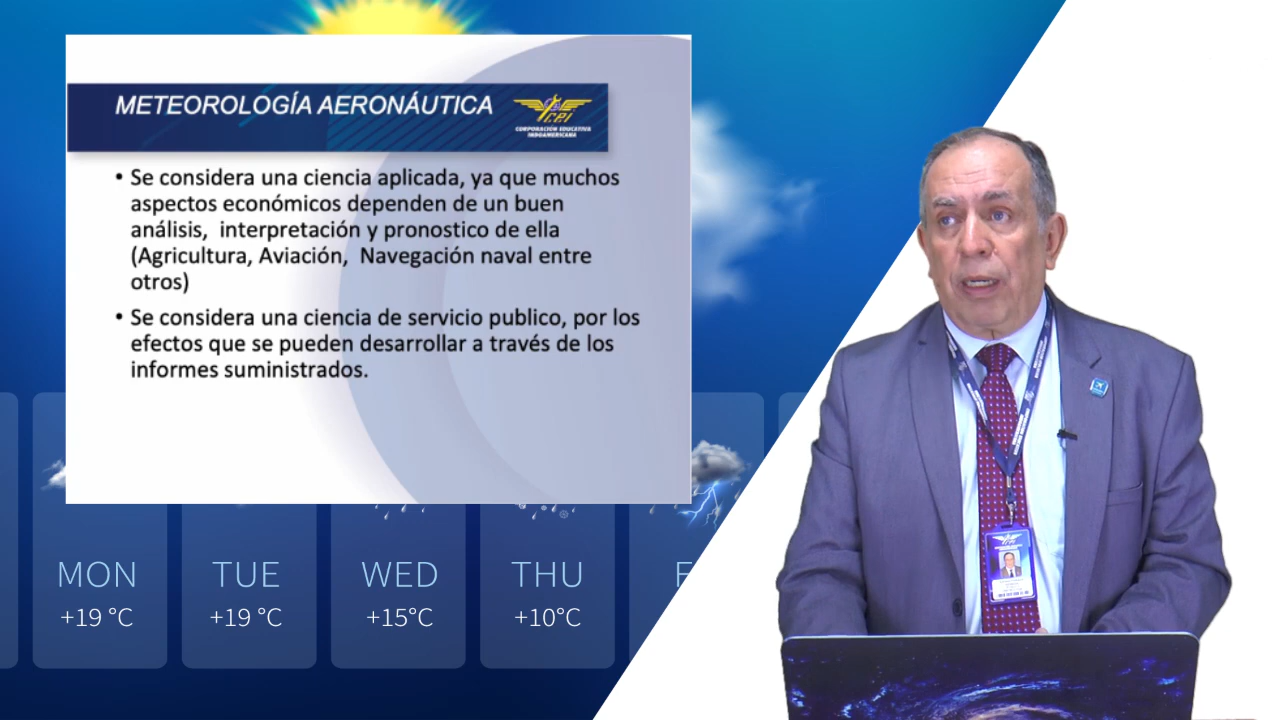 METEOROLOGÍA AERONÁUTICA
cei
CORPORACIÓN EDUCATIVA
INDOAMERICANA
• Se considera una ciencia aplicada, ya que muchos
aspectos económicos dependen de un buen
análisis, interpretación y pronostico de ella
(Agricultura, Aviación, Navegación naval entre
otros)
• Se considera una ciencia de servicio publico, por los
efectos que se pueden desarrollar a través de los
informes suministrados.
MON
TUE
WED
THU
F
+19 °C
+19 °C
+15°C
+10°C